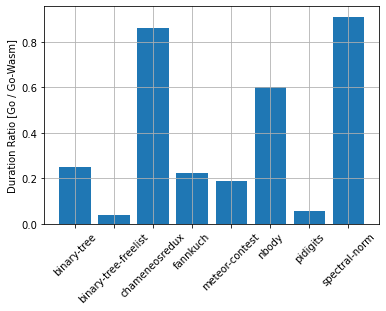 Duration Ratio [Go / Go-Wasm]
0.8
0.6
0.4
0.2
0.0
binary-tree
binary-tree-freelist
chameneosredux
fannkuch
meteor-contest
nbody
pidigits
spectral-norm